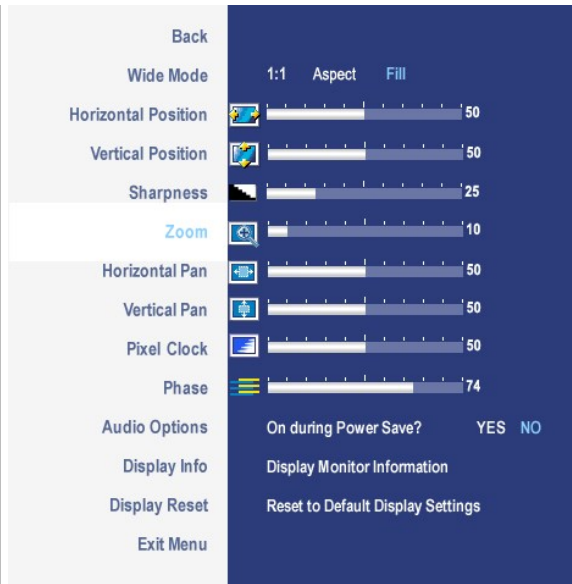 Back
Wide Mode 1:1 Aspect Fill
Horizontal Position 50
Vertical Position 50
Sharpness 25
Zoom 10
Horizontal Pan 50
Vertical Pan 50
Pixel Clock 50
Phase 74
Audio Options On during Power Save? YES NO
Display Info Display Monitor Information
Display Reset Reset to Default Display Settings
Exit Menu